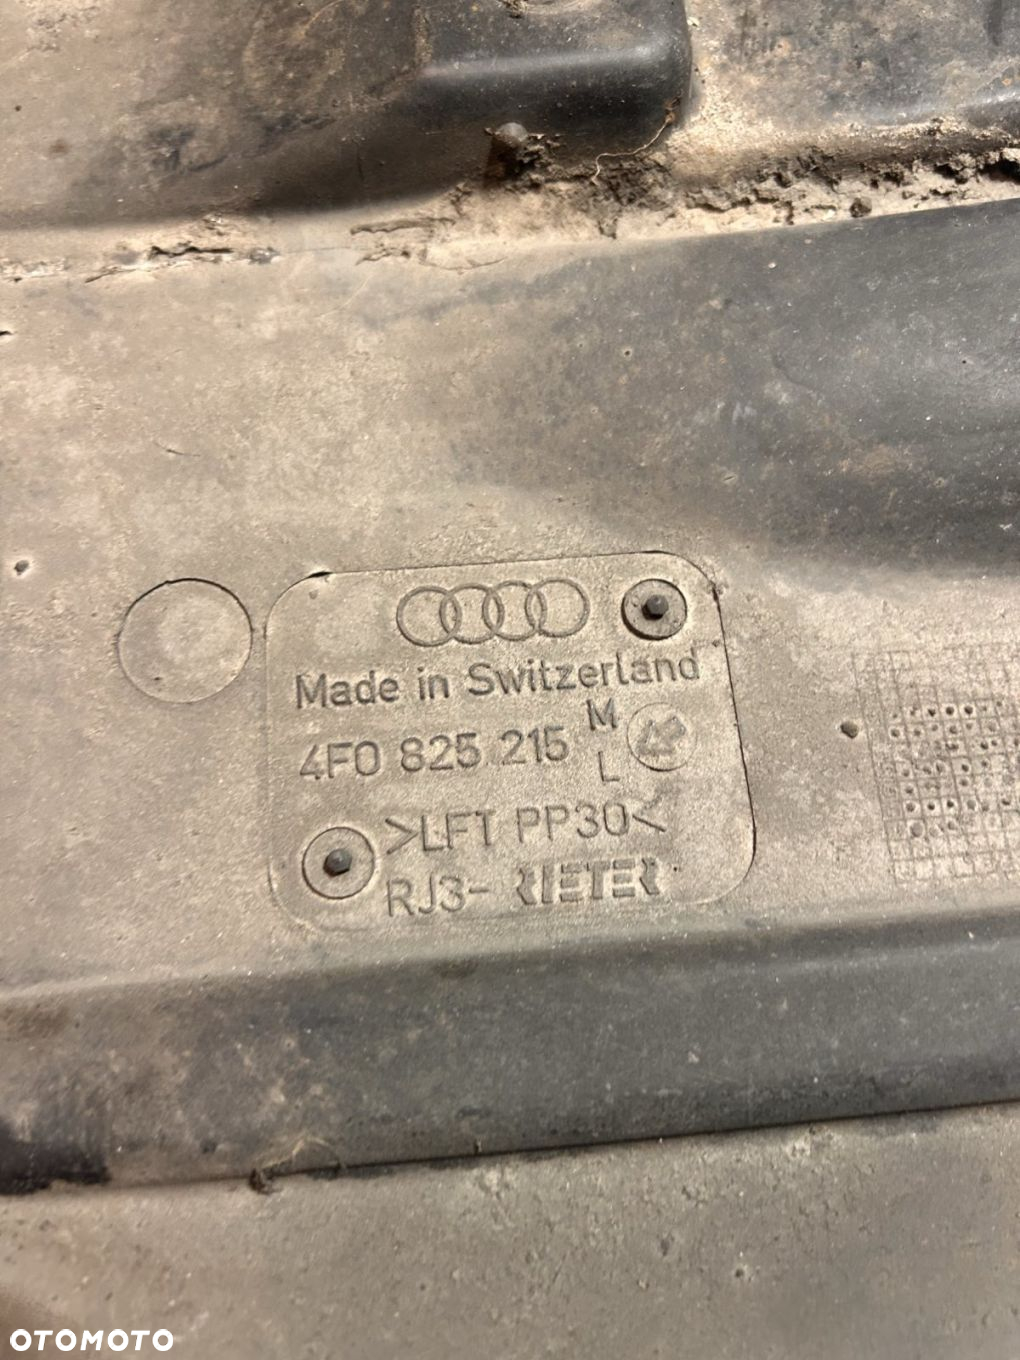 Made in Switzerland
4F0 825 215 M
L
>LFT PP30<
RJ3- RIETER
OTOMOTO